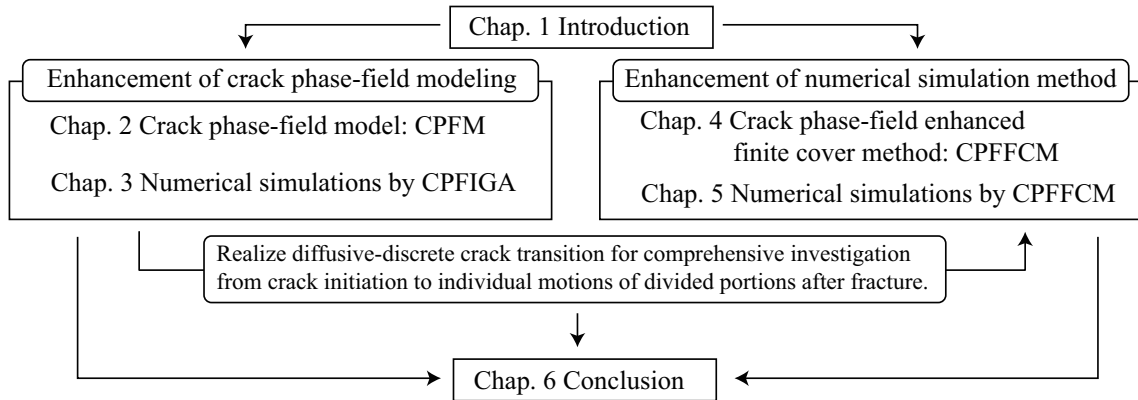 Chap. 1 Introduction
Enhancement of crack phase-field modeling
Chap. 2 Crack phase-field model: CPFM
Chap. 3 Numerical simulations by CPFIGA
Enhancement of numerical simulation method
Chap. 4 Crack phase-field enhanced
finite cover method: CPFFCM
Chap. 5 Numerical simulations by CPFFCM
Realize diffusive-discrete crack transition for comprehensive investigation
from crack initiation to individual motions of divided portions after fracture.
Chap. 6 Conclusion